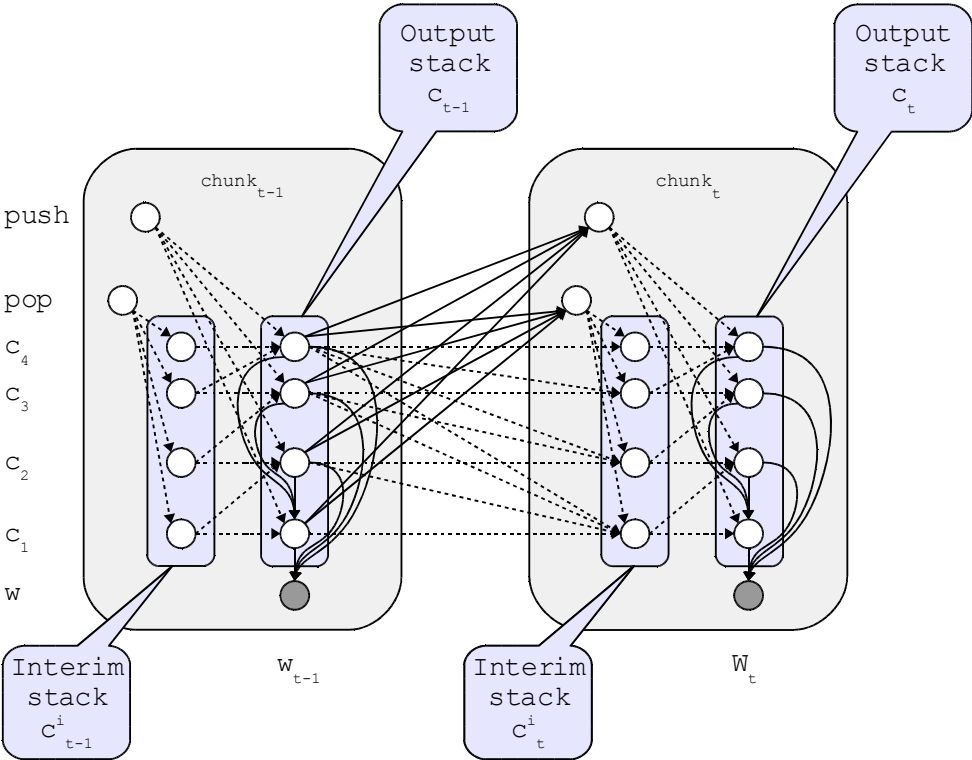 Output
stack
c t-1
Output
stack
c t
chunk t-1
chunk t
push
pop
c 4
c 3
c 2
c 1
w
w t-1
W t
Interim
stack
c i t-1
Interim
stack
c i t